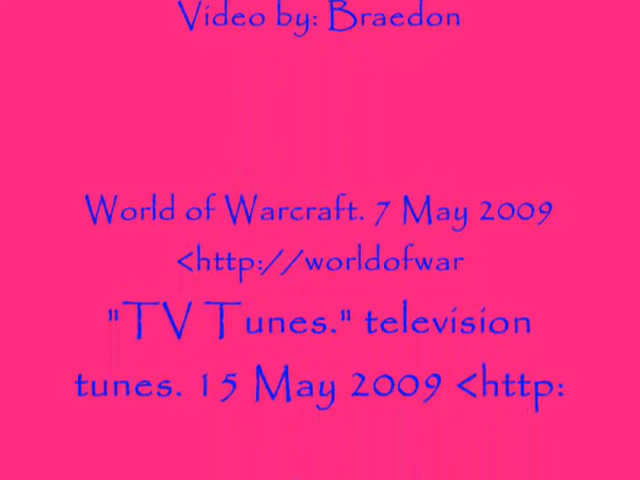 Video by: Braedon
World of Warcraft. 7 May 2009
<http://worldofwar
"TV Tunes." television
tunes. 15 May 2009 <http: